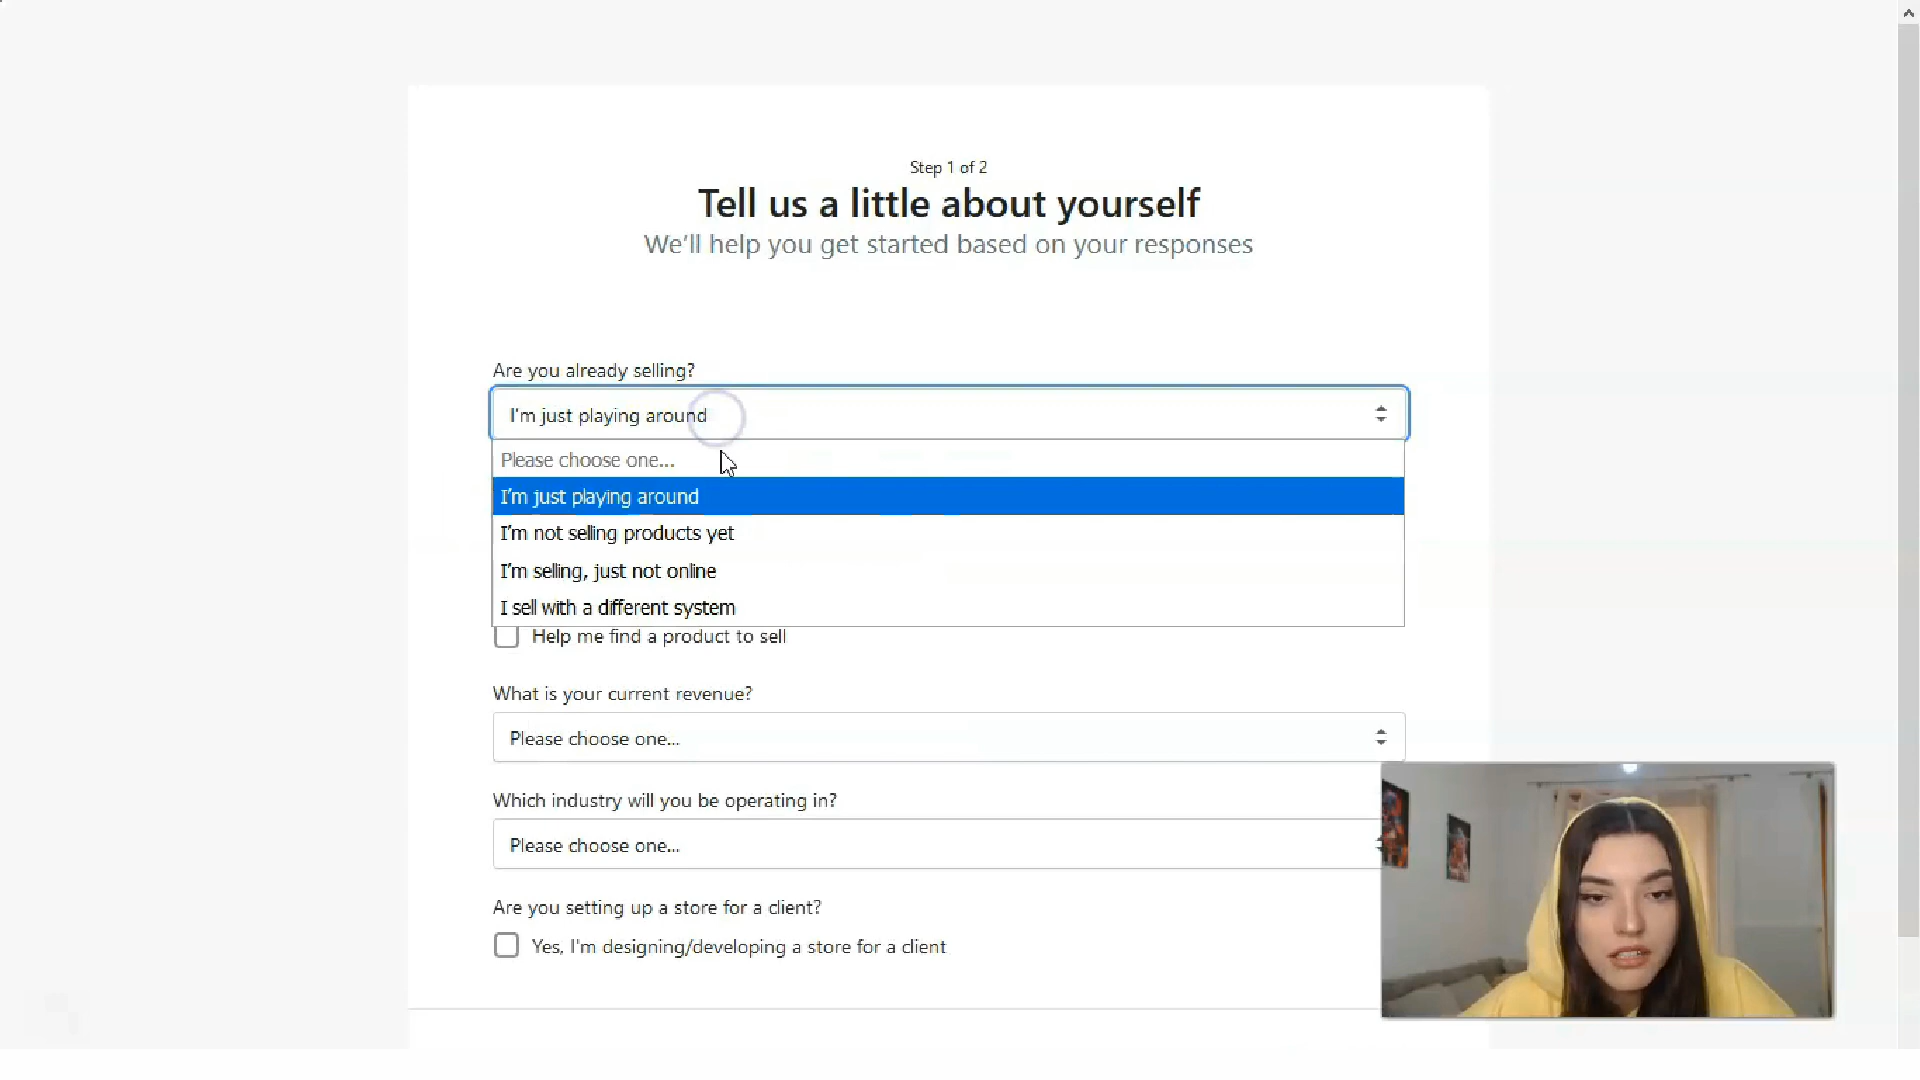 Step 1 of 2
Tell us a little about yourself
We’ll help you get started based on your responses
Are you already selling?
I'm just playing around
Please choose one...
I’m just playing around
I’m not selling products yet
I’m selling, just not online
I sell with a different system
Help me find a product to sell
What is your current revenue?
Please choose one...
Which industry will you be operating in?
Please choose one...
Are you setting up a store for a client?
Yes, I'm designing/developing a store for a client